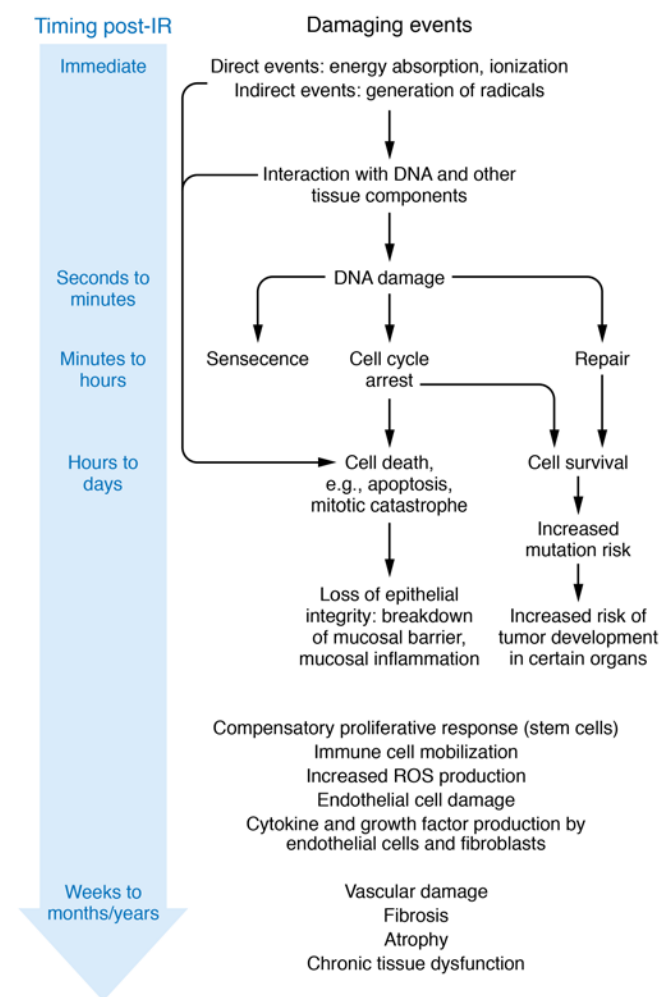 Timing post-IR
Damaging events
Immediate
Direct events: energy absorption, ionization
Indirect events: generation of radicals
Interaction with DNA and other
tissue components
Seconds to
minutes
DNA damage
Minutes to
hours
Sensecence
Cell cycle
arrest
Repair
Hours to
days
Cell death,
e.g., apoptosis,
mitotic catastrophe
Cell survival
Increased
mutation risk
Loss of epithelial
integrity: breakdown
of mucosal barrier,
mucosal inflammation
Increased risk of
tumor development
in certain organs
Compensatory proliferative response (stem cells)
Immune cell mobilization
Increased ROS production
Endothelial cell damage
Cytokine and growth factor production by
endothelial cells and fibroblasts
Weeks to
months/years
Vascular damage
Fibrosis
Atrophy
Chronic tissue dysfunction